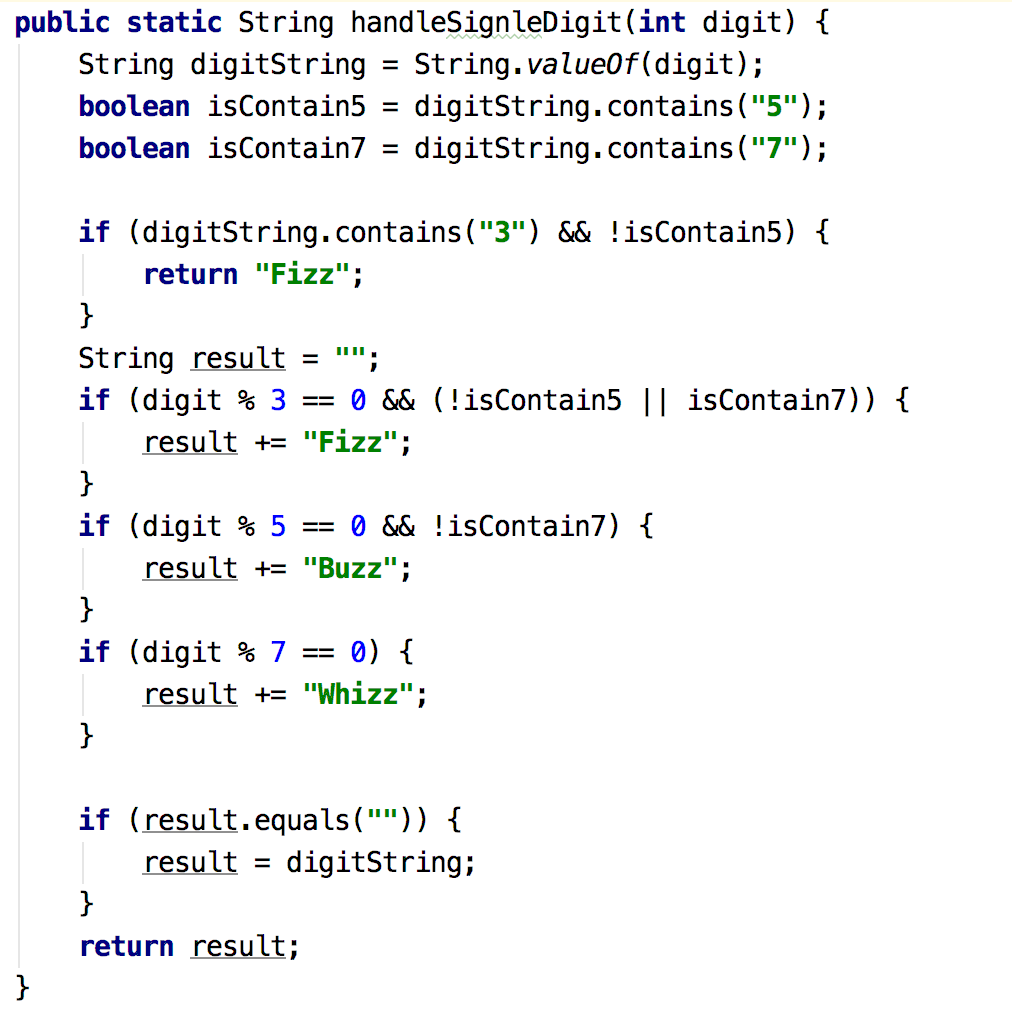 public static String handleSignleDigit(int digit) {
    String digitString = String.valueOf(digit);
    boolean isContain5 = digitString.contains("5");
    boolean isContain7 = digitString.contains("7");

    if (digitString.contains("3") && !isContain5) {
        return "Fizz";
    }
    String result = "";
    if (digit % 3 == 0 && (!isContain5 || isContain7)) {
        result += "Fizz";
    }
    if (digit % 5 == 0 && !isContain7) {
        result += "Buzz";
    }
    if (digit % 7 == 0) {
        result += "Whizz";
    }

    if (result.equals("")) {
        result = digitString;
    }
    return result;
}